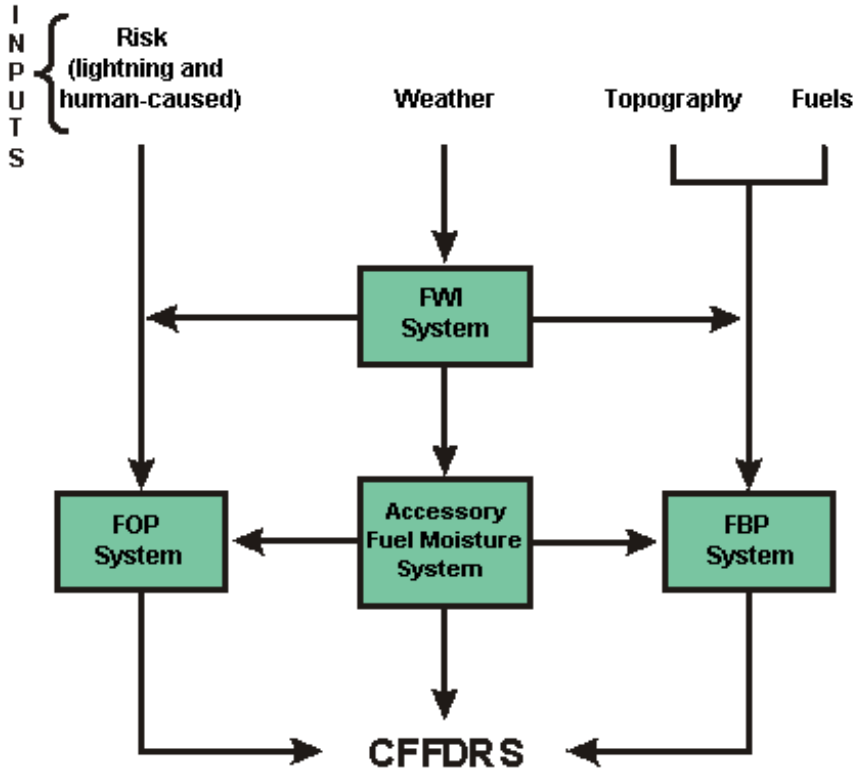 INPUTS
Risk
(lightning and
human-caused)
Weather
Topography
Fuels
FWI
System
FOP
System
Accessory
Fuel Moisture
System
FBP
System
CFFDRS